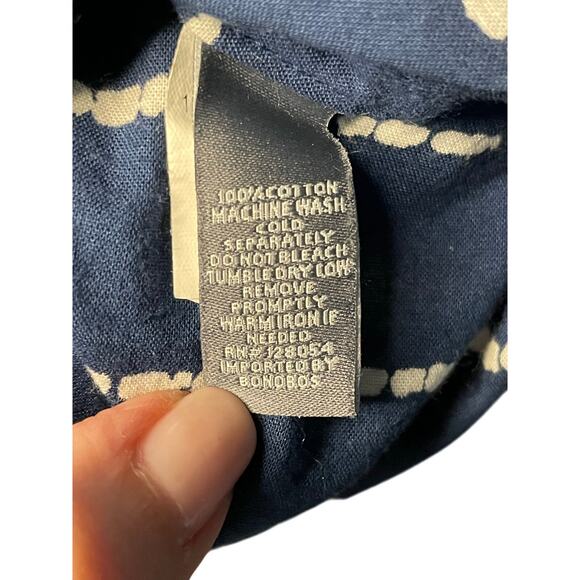 100% COTTON
MACHINE WASH
COLD
SEPARATELY
DO NOT BLEACH
TUMBLE DRY LOW
REMOVE
PROMPTLY
WARM IRON IF
NEEDED
RN# 128054
IMPORTED BY
BONOBOS